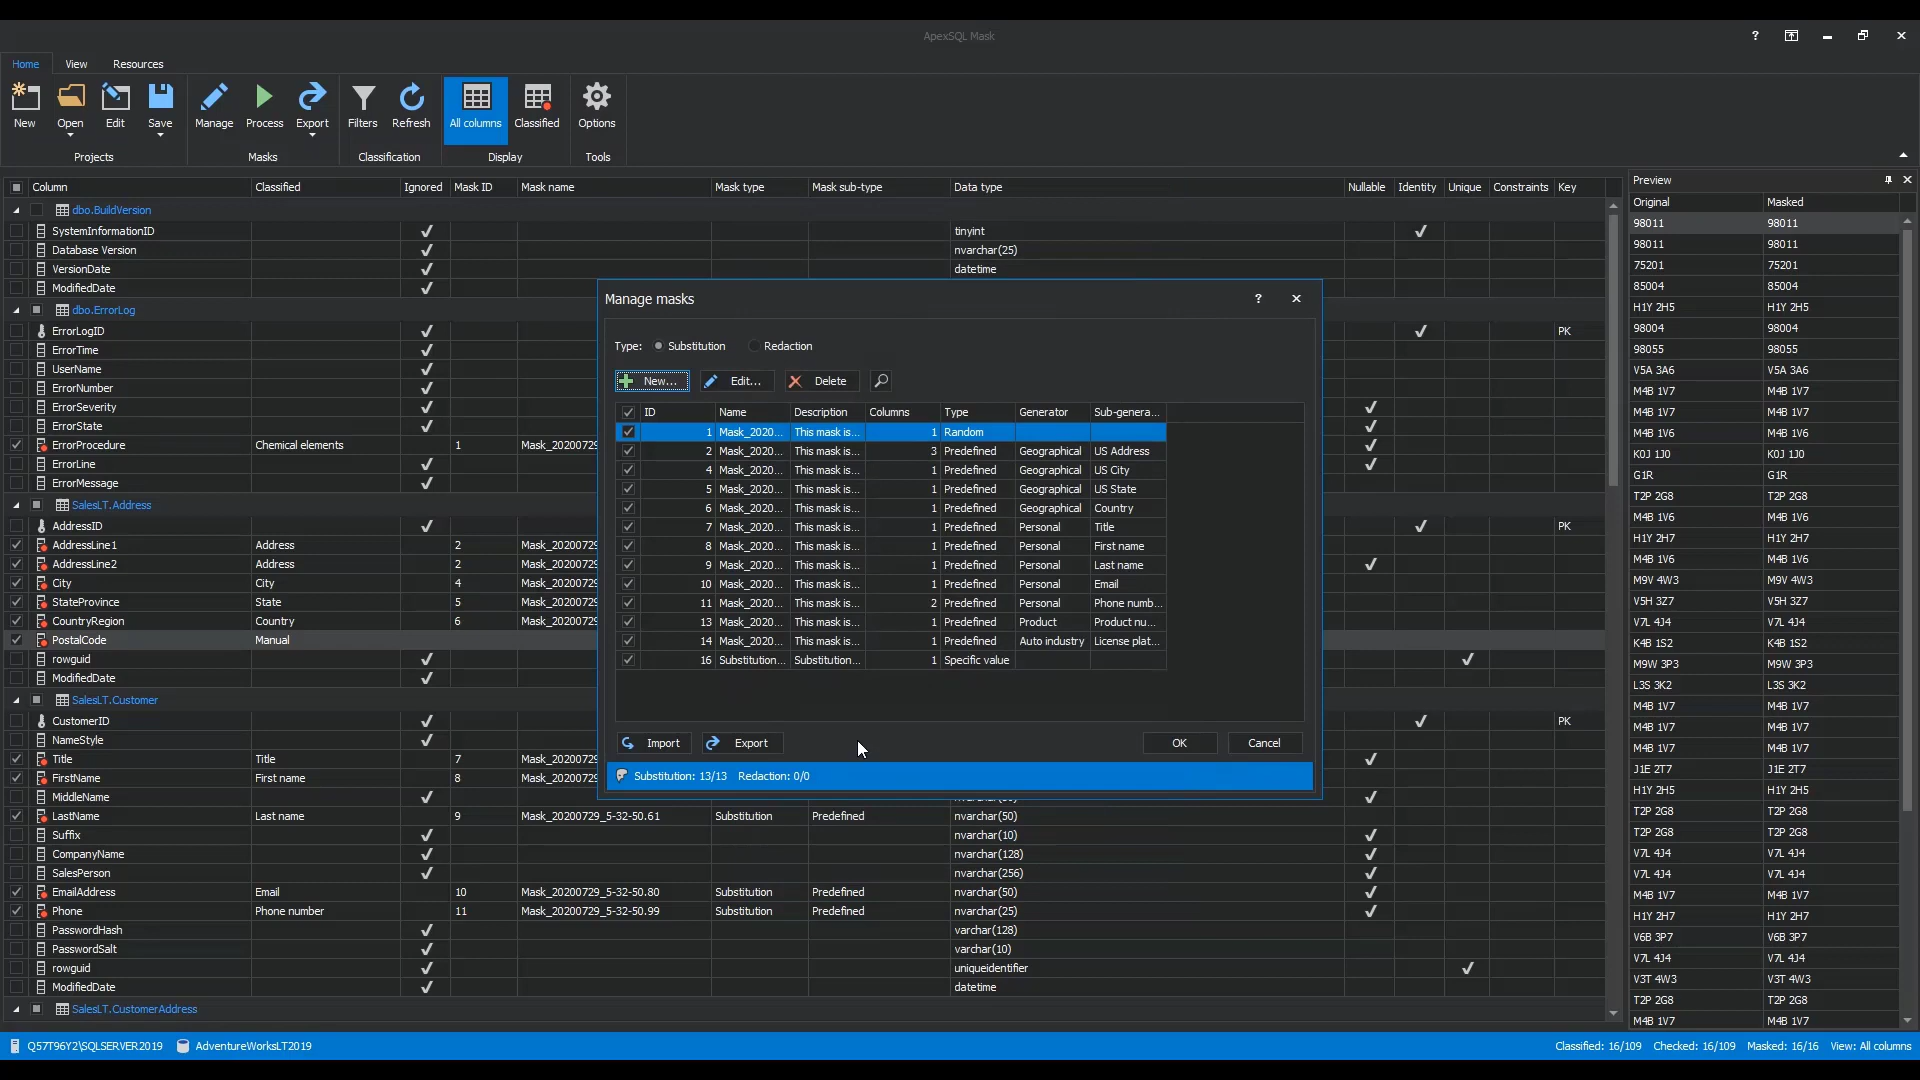 ApexSQL Mask
?
Home View Resources
New Open Edit Save Manage Process Export Filters Refresh All columns Classified Options
Projects Masks Classification Display Tools
Column Classified Ignored Mask ID Mask name Mask type Mask sub-type Data type Nullable Identity Unique Constraints Key
dbo.BuildVersion
SystemInformationID tinyint
Database Version nvarchar(25)
VersionDate datetime
ModifiedDate
dbo.ErrorLog
ErrorLogID PK
ErrorTime
UserName
ErrorNumber
ErrorSeverity
ErrorState
ErrorProcedure Chemical elements 1 Mask_20200729
ErrorLine
ErrorMessage
SalesLT.Address
AddressID PK
AddressLine1 Address 2 Mask_20200729
AddressLine2 Address 2 Mask_20200729
City City 4 Mask_20200729
StateProvince State 5 Mask_20200729
CountryRegion Country 6 Mask_20200729
PostalCode Manual
rowguid
ModifiedDate
SalesLT.Customer
CustomerID PK
NameStyle
Title Title 7 Mask_20200729
FirstName First name 8 Mask_20200729
MiddleName
LastName Last name 9 Mask_20200729_5-32-50.61 Substitution Predefined nvarchar(50)
Suffix nvarchar(10)
CompanyName nvarchar(128)
SalesPerson nvarchar(256)
EmailAddress Email 10 Mask_20200729_5-32-50.80 Substitution Predefined nvarchar(50)
Phone Phone number 11 Mask_20200729_5-32-50.99 Substitution Predefined nvarchar(25)
PasswordHash varchar(128)
PasswordSalt varchar(10)
rowguid uniqueidentifier
ModifiedDate datetime
SalesLT.CustomerAddress
Manage masks ?
Type: Substitution Redaction
New... Edit... Delete
ID Name Description Columns Type Generator Sub-genera...
1 Mask_2020... This mask is... 1 Random
2 Mask_2020... This mask is... 3 Predefined Geographical US Address
4 Mask_2020... This mask is... 1 Predefined Geographical US City
5 Mask_2020... This mask is... 1 Predefined Geographical US State
6 Mask_2020... This mask is... 1 Predefined Geographical Country
7 Mask_2020... This mask is... 1 Predefined Personal Title
8 Mask_2020... This mask is... 1 Predefined Personal First name
9 Mask_2020... This mask is... 1 Predefined Personal Last name
10 Mask_2020... This mask is... 1 Predefined Personal Email
11 Mask_2020... This mask is... 2 Predefined Personal Phone numb...
13 Mask_2020... This mask is... 1 Predefined Product Product nu...
14 Mask_2020... This mask is... 1 Predefined Auto industry License plat...
16 Substitution... Substitution... 1 Specific value
Import Export OK Cancel
Substitution: 13/13 Redaction: 0/0
Preview
Original Masked
98011 98011
98011 98011
75201 75201
85004 85004
H1Y 2H5 H1Y 2H5
98004 98004
98055 98055
V5A 3A6 V5A 3A6
M4B 1V7 M4B 1V7
M4B 1V7 M4B 1V7
M4B 1V6 M4B 1V6
K0J 1J0 K0J 1J0
G1R G1R
T2P 2G8 T2P 2G8
M4B 1V6 M4B 1V6
H1Y 2H7 H1Y 2H7
M4B 1V6 M4B 1V6
M9V 4W3 M9V 4W3
V5H 3Z7 V5H 3Z7
V7L 4J4 V7L 4J4
K4B 1S2 K4B 1S2
M9W 3P3 M9W 3P3
L3S 3K2 L3S 3K2
M4B 1V7 M4B 1V7
M4B 1V7 M4B 1V7
M4B 1V7 M4B 1V7
J1E 2T7 J1E 2T7
H1Y 2H5 H1Y 2H5
T2P 2G8 T2P 2G8
T2P 2G8 T2P 2G8
V7L 4J4 V7L 4J4
V7L 4J4 V7L 4J4
M4B 1V7 M4B 1V7
H1Y 2H7 H1Y 2H7
V6B 3P7 V6B 3P7
V7L 4J4 V7L 4J4
V3T 4W3 V3T 4W3
T2P 2G8 T2P 2G8
M4B 1V7 M4B 1V7
Q57T96Y2\SQLSERVER2019 AdventureWorksLT2019 Classified: 16/109 Checked: 16/109 Masked: 16/16 View: All columns